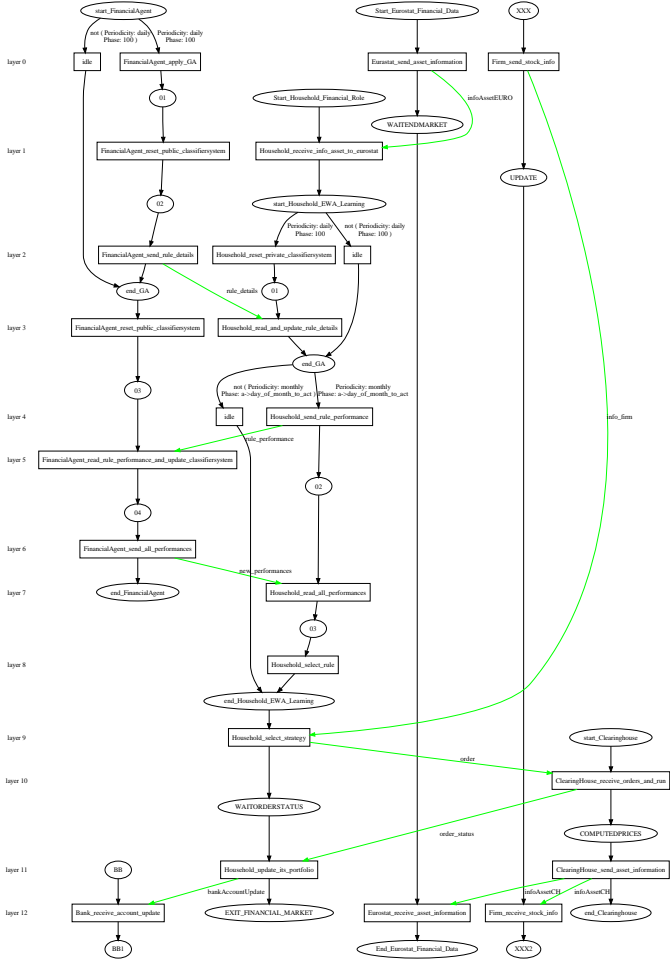 start_FinancialAgent
Start_Eurostat_Financial_Data
XXX
not ( Periodicity: daily
Phase: 100 )
Periodicity: daily
Phase: 100
layer 0
idle
FinancialAgent_apply_GA
Eurastat_send_asset_information
Firm_send_stock_info
01
Start_Household_Financial_Role
infoAssetEURO
WAITENDMARKET
layer 1
FinancialAgent_reset_public_classifiersystem
Household_receive_info_asset_to_eurostat
UPDATE
02
start_Household_EWA_Learning
Periodicity: daily
Phase: 100
not ( Periodicity: daily
Phase: 100 )
layer 2
FinancialAgent_send_rule_details
Household_reset_private_classifiersystem
idle
end_GA
rule_details
01
layer 3
FinancialAgent_reset_public_classifiersystem
Household_read_and_update_rule_details
end_GA
03
not ( Periodicity: monthly
Phase: a->day_of_month_to_act )
Periodicity: monthly
Phase: a->day_of_month_to_act
layer 4
idle
Household_send_rule_performance
info_firm
rule_performance
layer 5
FinancialAgent_read_rule_performance_and_update_classifiersystem
02
04
layer 6
FinancialAgent_send_all_performances
new_performances
layer 7
end_FinancialAgent
Household_read_all_performances
03
layer 8
Household_select_rule
end_Household_EWA_Learning
layer 9
Household_select_strategy
start_Clearinghouse
order
layer 10
ClearingHouse_receive_orders_and_run
WAITORDERSTATUS
order_status
COMPUTEDPRICES
layer 11
BB
Household_update_its_portfolio
ClearingHouse_send_asset_information
bankAccountUpdate
infoAssetCH
infoAssetCH
layer 12
Bank_receive_account_update
EXIT_FINANCIAL_MARKET
Eurostat_receive_asset_information
Firm_receive_stock_info
end_Clearinghouse
BB1
End_Eurostat_Financial_Data
XXX2